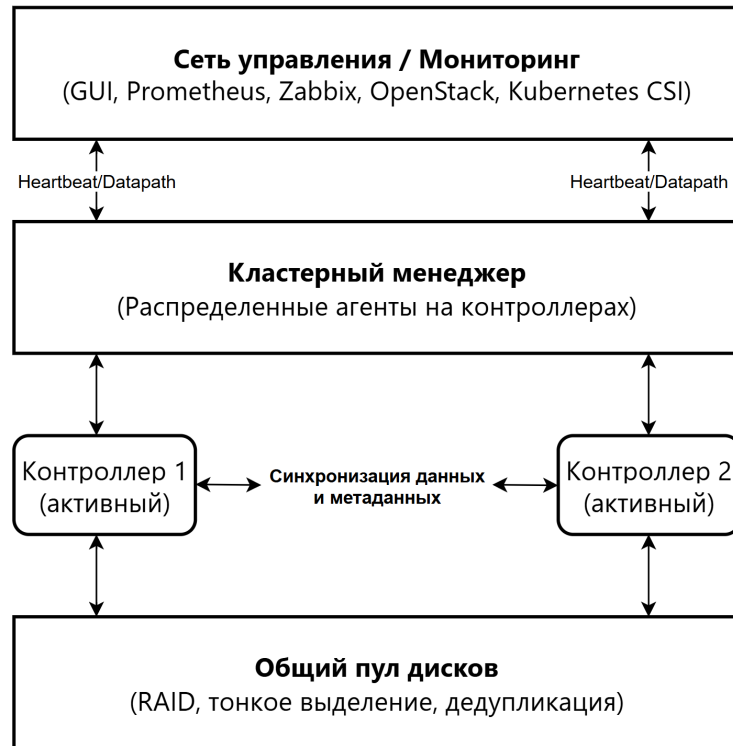 Сеть управления / Мониторинг
(GUI, Prometheus, Zabbix, OpenStack, Kubernetes CSI)
Heartbeat/Datapath
Heartbeat/Datapath
Кластерный менеджер
(Распределенные агенты на контроллерах)
Контроллер 1
(активный)
Синхронизация данных
и метаданных
Контроллер 2
(активный)
Общий пул дисков
(RAID, тонкое выделение, дедупликация)